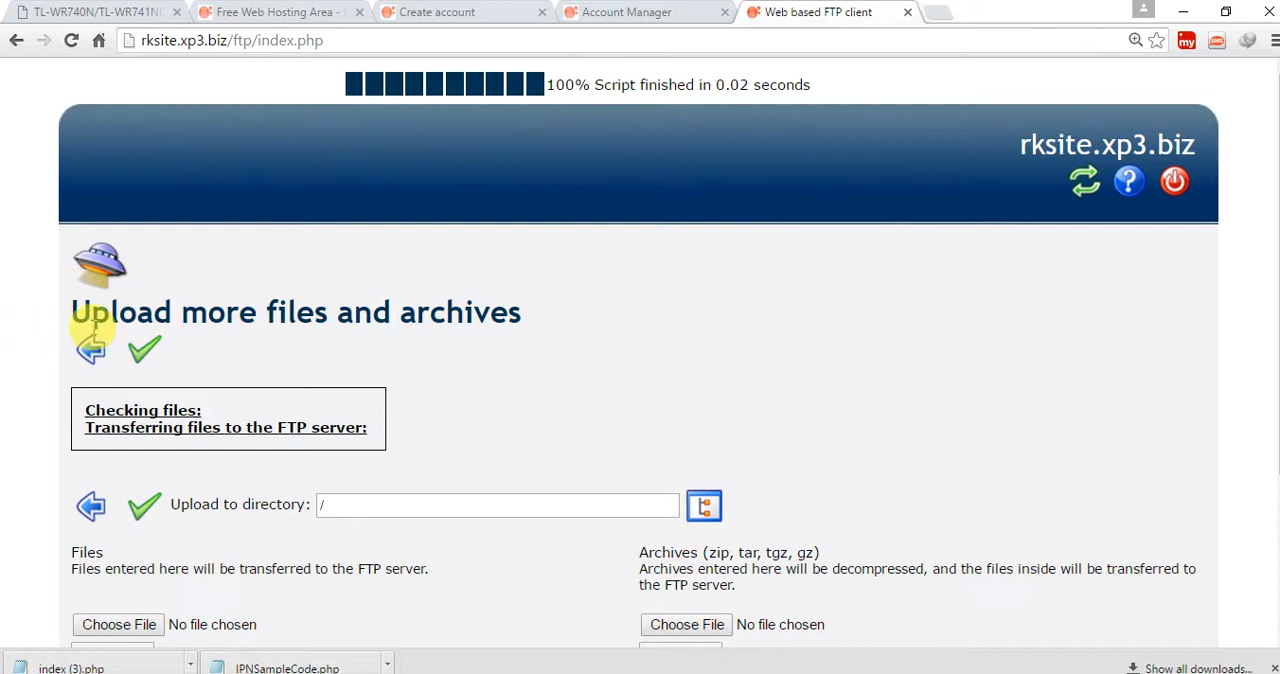 TL-WR740N/TL-WR741ND
Free Web Hosting Area -
Create account
Account Manager
Web based FTP client
rksite.xp3.biz/ftp/index.php
my
100% Script finished in 0.02 seconds
rksite.xp3.biz
?
Upload more files and archives
Checking files:
Transferring files to the FTP server:
Upload to directory: /
Files
Files entered here will be transferred to the FTP server.
Choose File No file chosen
Archives (zip, tar, tgz, gz)
Archives entered here will be decompressed, and the files inside will be transferred to
the FTP server.
Choose File No file chosen
index (3).php
IPNSampleCode.php
Show all downloads...